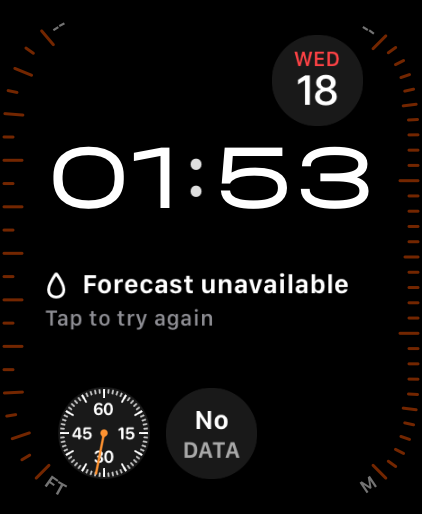 --
--
WED
18
01:53
Forecast unavailable
Tap to try again
60
45 15
30
No
DATA
FT
M